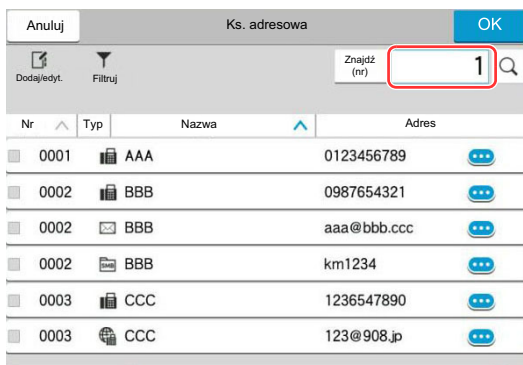 Anuluj Ks. adresowa OK
Dodaj/edyt. Filtruj Znajdź (nr) 1
Nr Typ Nazwa Adres
0001 AAA 0123456789
0002 BBB 0987654321
0002 BBB aaa@bbb.ccc
0002 SMB BBB km1234
0003 CCC 1236547890
0003 CCC 123@908.jp